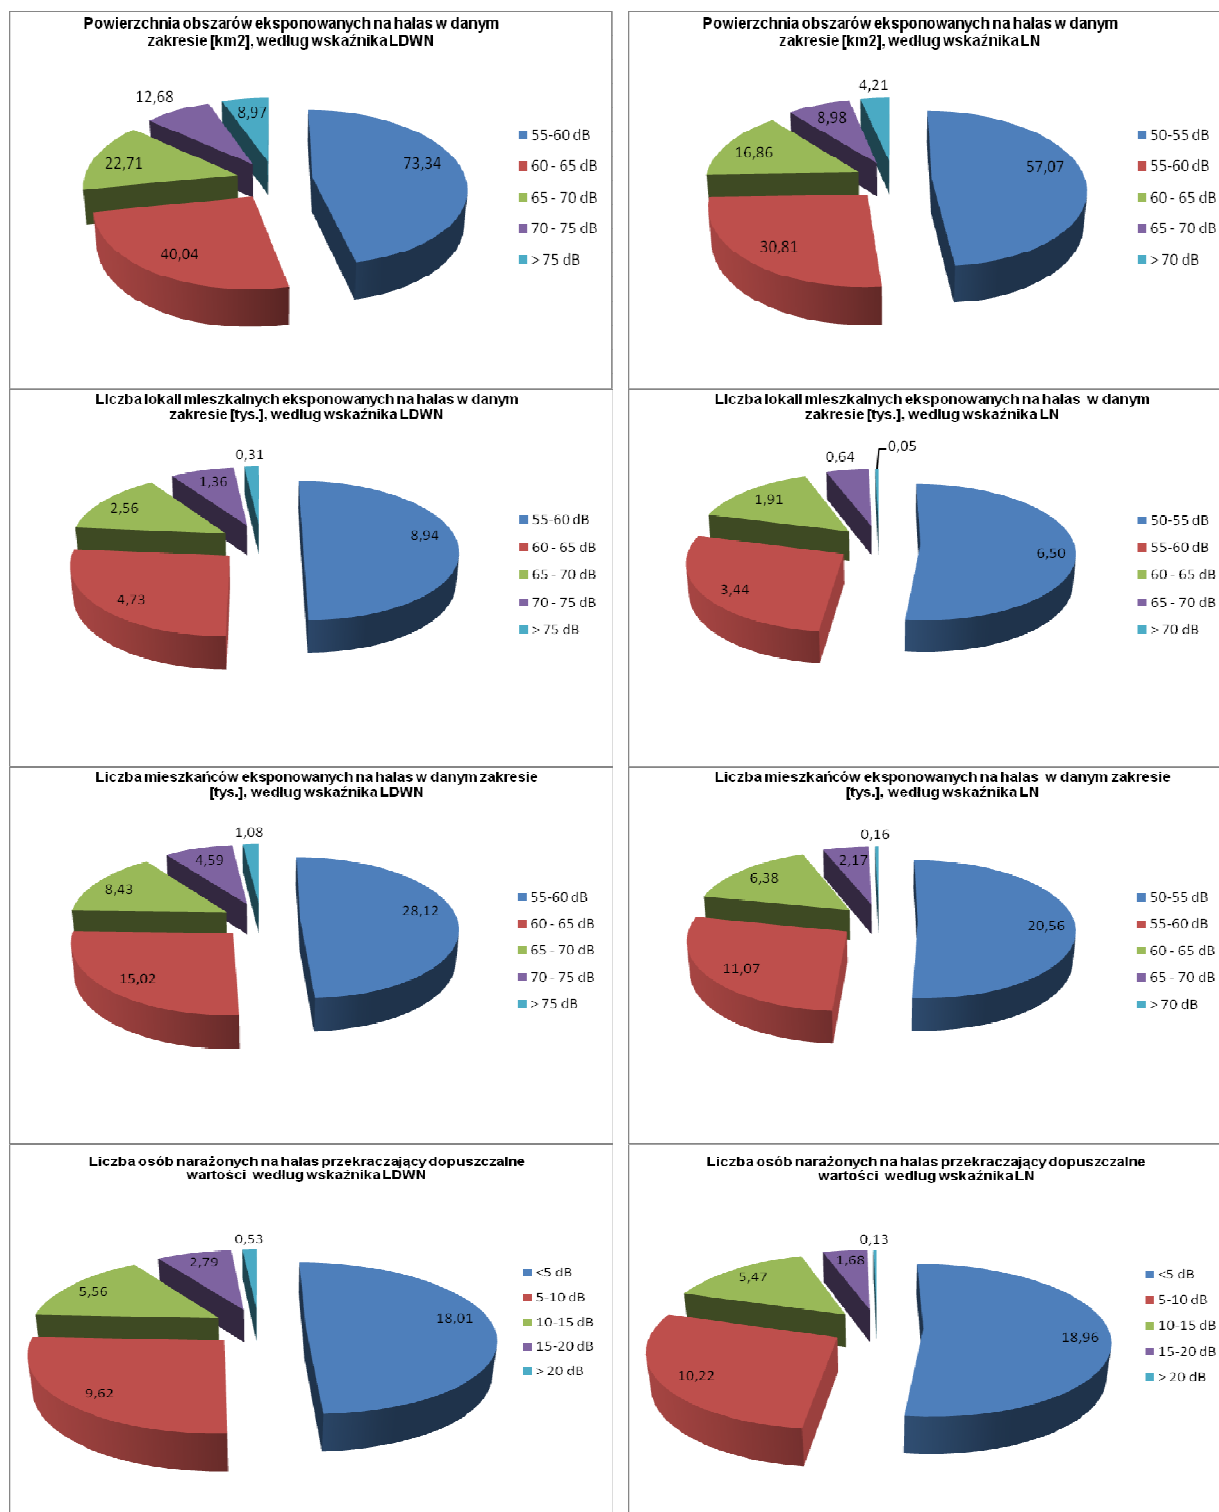 Powierzchnia obszarów eksponowanych na hałas w danym
zakresie [km2], według wskaźnika LDWN
12,68
8,97
22,71
73,34
40,04
55-60 dB
60 - 65 dB
65 - 70 dB
70 - 75 dB
> 75 dB
Powierzchnia obszarów eksponowanych na hałas w danym
zakresie [km2], według wskaźnika LN
4,21
8,98
16,86
57,07
30,81
50-55 dB
55-60 dB
60 - 65 dB
65 - 70 dB
> 70 dB
Liczba lokali mieszkalnych eksponowanych na hałas w danym
zakresie [tys.], według wskaźnika LDWN
0,31
1,36
2,56
8,94
4,73
55-60 dB
60 - 65 dB
65 - 70 dB
70 - 75 dB
> 75 dB
Liczba lokali mieszkalnych eksponowanych na hałas w danym
zakresie [tys.], według wskaźnika LN
0,05
0,64
1,91
6,50
3,44
50-55 dB
55-60 dB
60 - 65 dB
65 - 70 dB
> 70 dB
Liczba mieszkańców eksponowanych na hałas w danym zakresie
[tys.], według wskaźnika LDWN
1,08
4,59
8,43
28,12
15,02
55-60 dB
60 - 65 dB
65 - 70 dB
70 - 75 dB
> 75 dB
Liczba mieszkańców eksponowanych na hałas w danym zakresie
[tys.], według wskaźnika LN
0,16
2,17
6,38
20,56
11,07
50-55 dB
55-60 dB
60 - 65 dB
65 - 70 dB
> 70 dB
Liczba osób narażonych na hałas przekraczający dopuszczalne
wartości według wskaźnika LDWN
0,53
2,79
5,56
18,01
9,62
<5 dB
5-10 dB
10-15 dB
15-20 dB
> 20 dB
Liczba osób narażonych na hałas przekraczający dopuszczalne
wartości według wskaźnika LN
0,13
1,68
5,47
18,96
10,22
<5 dB
5-10 dB
10-15 dB
15-20 dB
> 20 dB